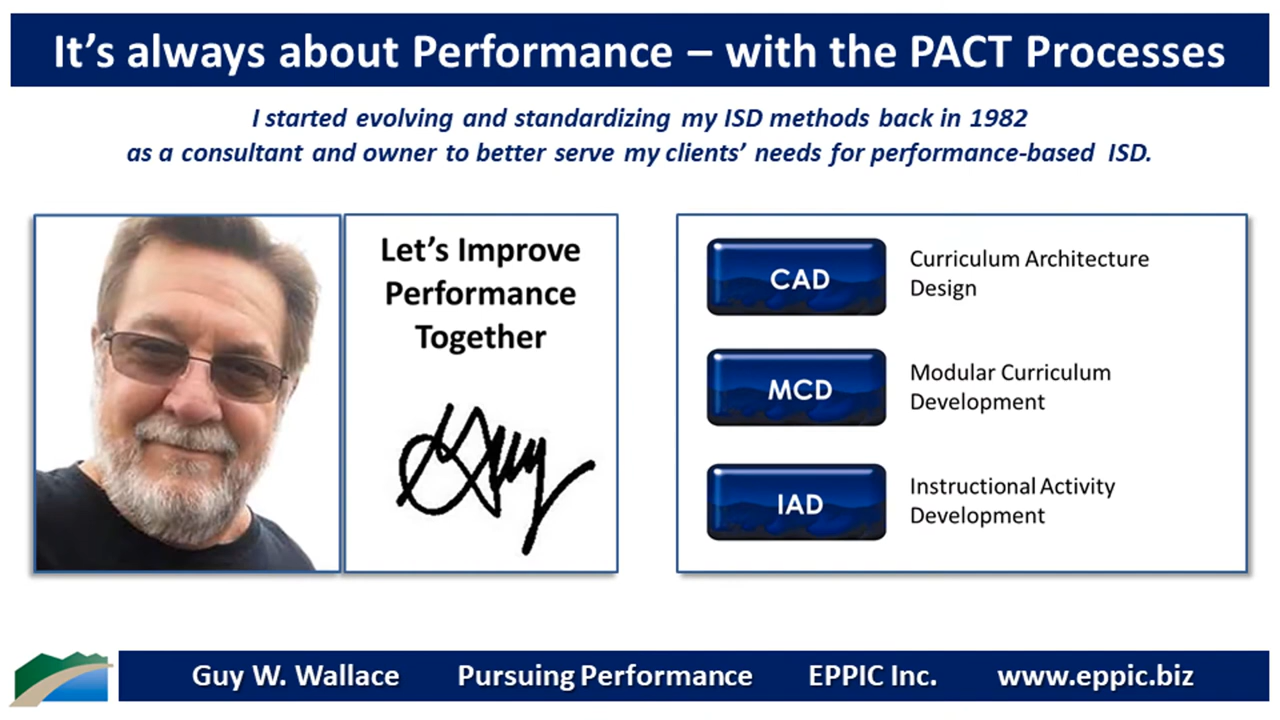 It’s always about Performance – with the PACT Processes
I started evolving and standardizing my ISD methods back in 1982
as a consultant and owner to better serve my clients’ needs for performance-based ISD.
Let’s Improve
Performance
Together
Guy
CAD
Curriculum Architecture
Design
MCD
Modular Curriculum
Development
IAD
Instructional Activity
Development
Guy W. Wallace Pursuing Performance EPPIC Inc. www.eppic.biz